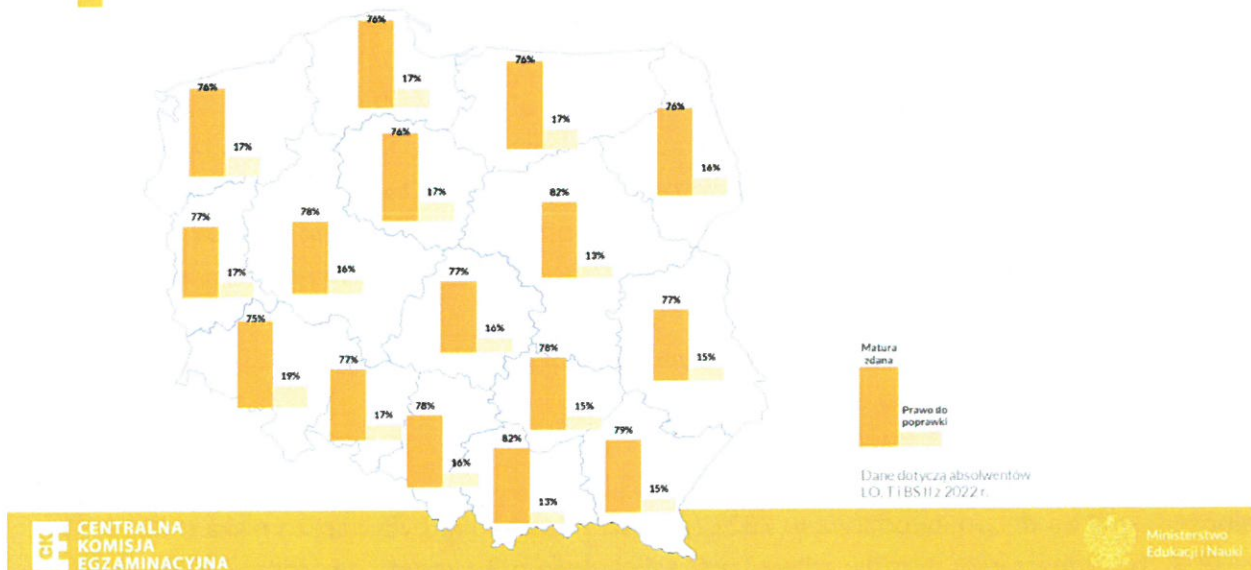 76%
17%
76%
17%
76%
17%
76%
16%
76%
17%
82%
13%
77%
17%
78%
16%
77%
16%
77%
15%
75%
19%
77%
17%
78%
15%
78%
16%
82%
13%
79%
15%
Matura
zdana
Prawo do
poprawki
Dane dotyczą absolwentów
LO, T i BS II z 2022 r.
CKE
CENTRALNA
KOMISJA
EGZAMINACYJNA
Ministerstwo
Edukacji i Nauki